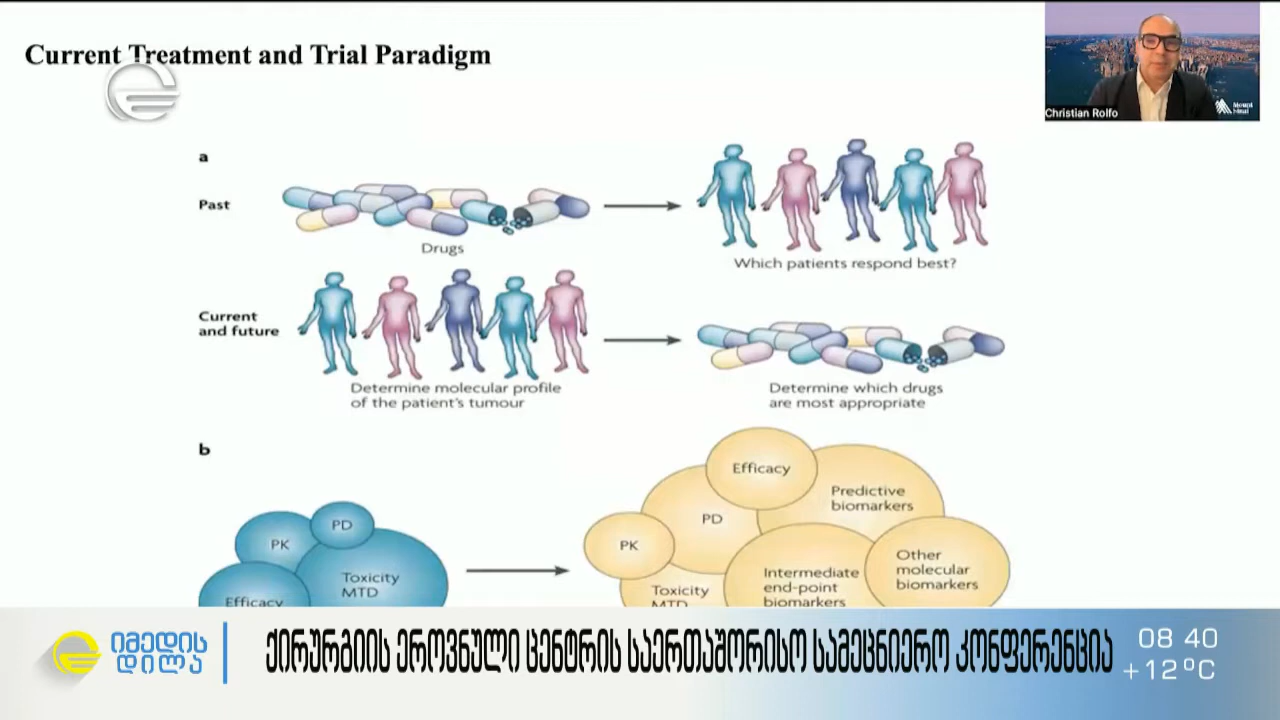 Current Treatment and Trial Paradigm
Christian Rolfo
Mount
Sinai
a
Past
Drugs
Which patients respond best?
Current
and future
Determine molecular profile
of the patient's tumour
Determine which drugs
are most appropriate
b
PD
PK
Toxicity
MTD
Efficacy
Efficacy
Predictive
biomarkers
PD
PK
Toxicity
MTD
Intermediate
end-point
biomarkers
Other
molecular
biomarkers
იმედის
დილა
ქირურგიის ეროვნული ცენტრის საერთაშორისო სამეცნიერო კონფერენცია
08 40
+12°C